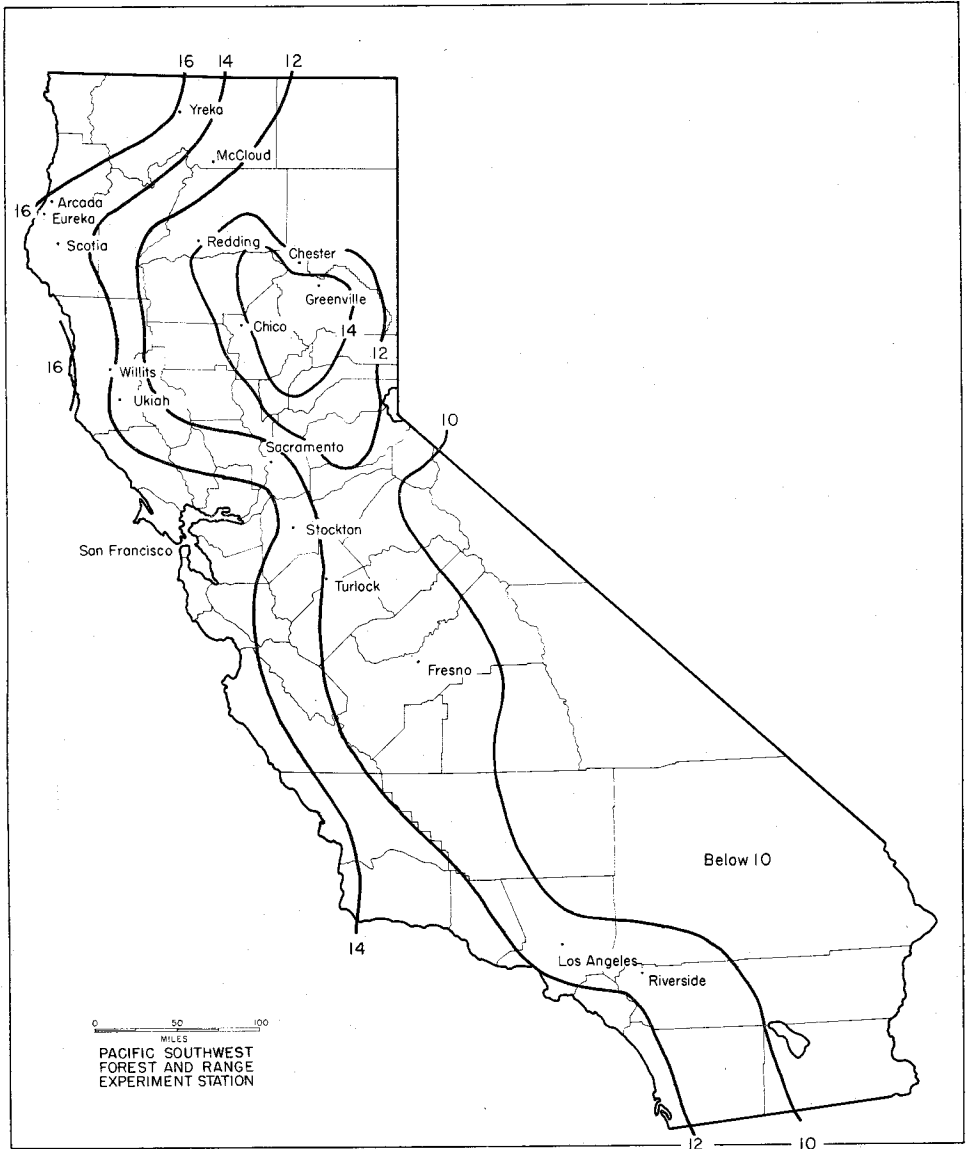 16 14 12
Yreka
McCloud
Arcada
16
Eureka
Scotia
Redding
Chester
Greenville
Chico
14
12
16
Willits
Ukiah
10
Sacramento
Stockton
San Francisco
Turlock
Fresno
Below 10
14
Los Angeles
Riverside
0 50 100
MILES
PACIFIC SOUTHWEST
FOREST AND RANGE
EXPERIMENT STATION
12 10